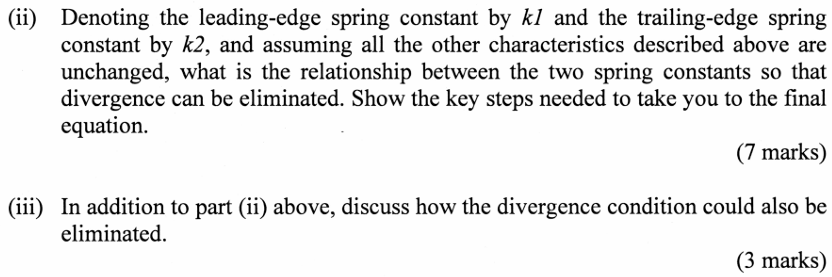 (ii) Denoting the leading-edge spring constant by k1 and the trailing-edge spring
constant by k2, and assuming all the other characteristics described above are
unchanged, what is the relationship between the two spring constants so that
divergence can be eliminated. Show the key steps needed to take you to the final
equation.
(7 marks)
(iii) In addition to part (ii) above, discuss how the divergence condition could also be
eliminated.
(3 marks)